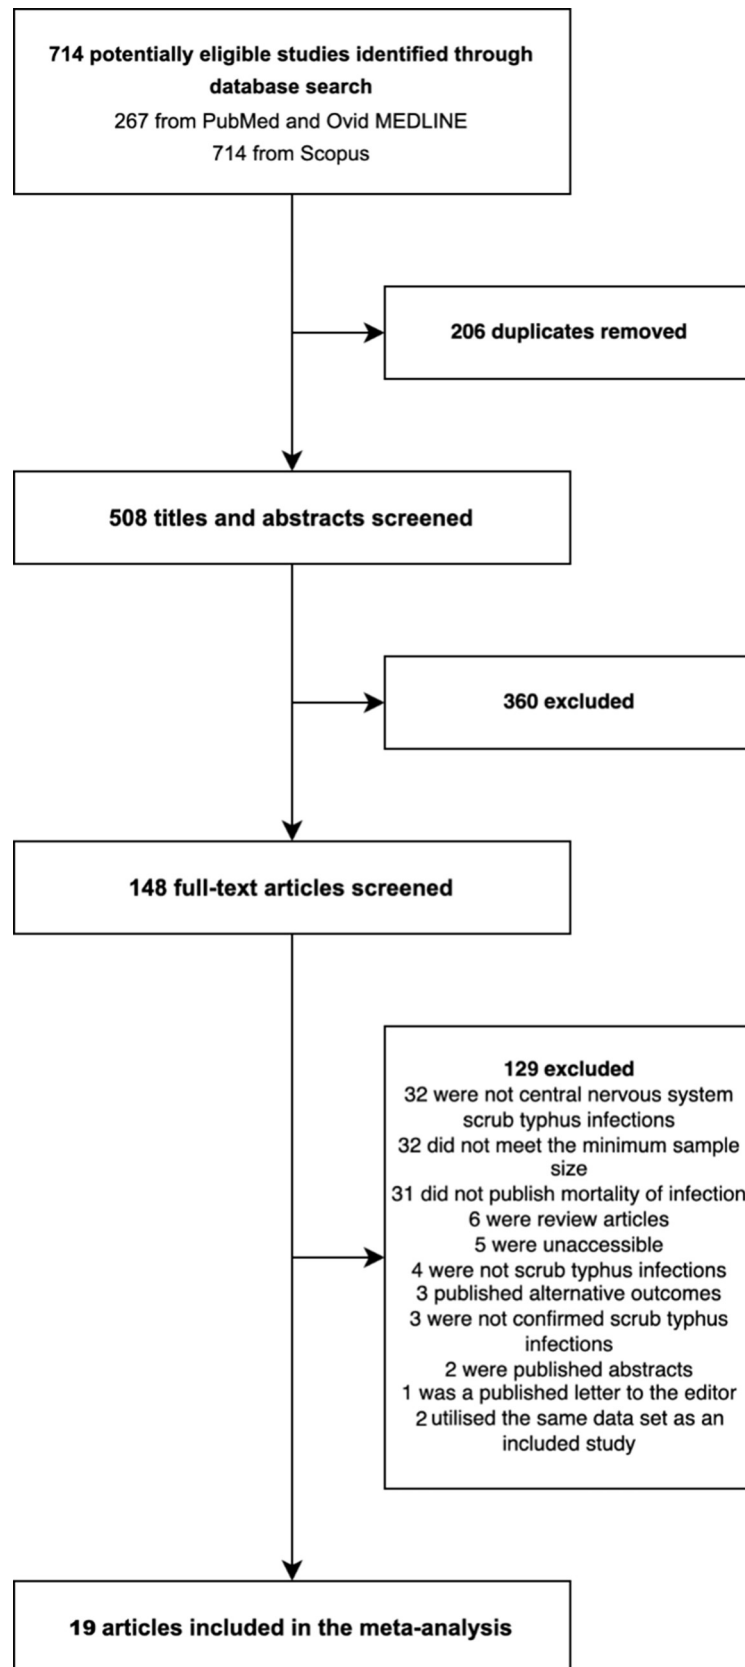 714 potentially eligible studies identified through
database search
267 from PubMed and Ovid MEDLINE
714 from Scopus
206 duplicates removed
508 titles and abstracts screened
360 excluded
148 full-text articles screened
129 excluded
32 were not central nervous system
scrub typhus infections
32 did not meet the minimum sample
size
31 did not publish mortality of infection
6 were review articles
5 were unaccessible
4 were not scrub typhus infections
3 published alternative outcomes
3 were not confirmed scrub typhus
infections
2 were published abstracts
1 was a published letter to the editor
2 utilised the same data set as an
included study
19 articles included in the meta-analysis